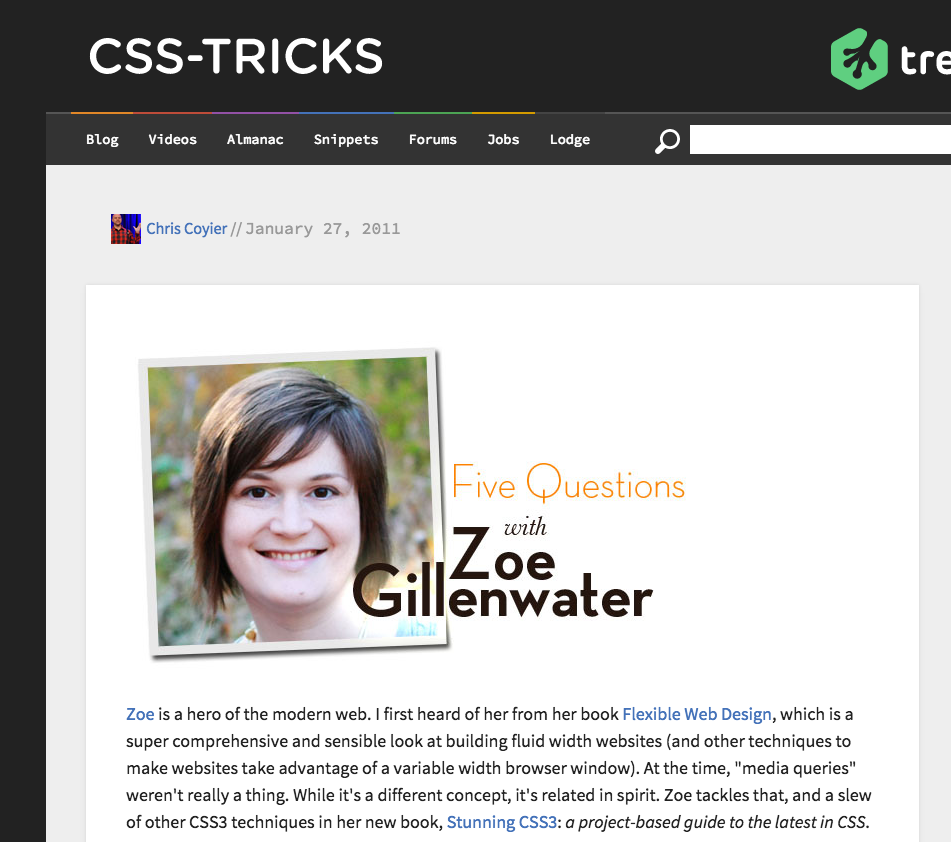 CSS-TRICKS
tre
Blog Videos Almanac Snippets Forums Jobs Lodge
Chris Coyier // January 27, 2011
Five Questions
with
Zoe
Gillenwater
Zoe is a hero of the modern web. I first heard of her from her book Flexible Web Design, which is a
super comprehensive and sensible look at building fluid width websites (and other techniques to
make websites take advantage of a variable width browser window). At the time, "media queries"
weren't really a thing. While it's a different concept, it's related in spirit. Zoe tackles that, and a slew
of other CSS3 techniques in her new book, Stunning CSS3: a project-based guide to the latest in CSS.